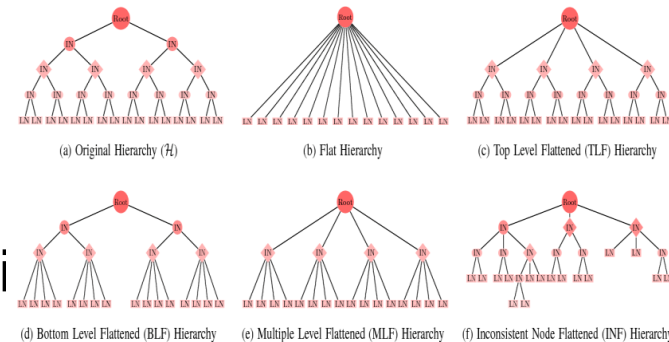 Root
IN IN
IN IN IN IN
IN IN IN IN IN IN IN IN
LN LN LN LN LN LN LN LN LN LN LN LN LN LN LN LN
(a) Original Hierarchy (ℋ)
Root
LN LN LN LN LN LN LN LN LN LN LN LN LN
(b) Flat Hierarchy
Root
IN IN IN IN
IN IN IN IN IN IN IN IN
LN LN LN LN LN LN LN LN LN LN LN LN LN LN LN LN
(c) Top Level Flattened (TLF) Hierarchy
i
Root
IN IN
IN IN IN IN
LN LN LN LN LN LN LN LN LN LN LN LN LN LN LN LN
(d) Bottom Level Flattened (BLF) Hierarchy
Root
IN IN IN IN
LN LN LN LN LN LN LN LN LN LN LN LN LN LN LN LN
(e) Multiple Level Flattened (MLF) Hierarchy
Root
IN IN IN
IN IN IN IN IN LN LN IN
LN LN LN LN IN LN LN LN LN LN LN
LN LN
(f) Inconsistent Node Flattened (INF) Hierarchy